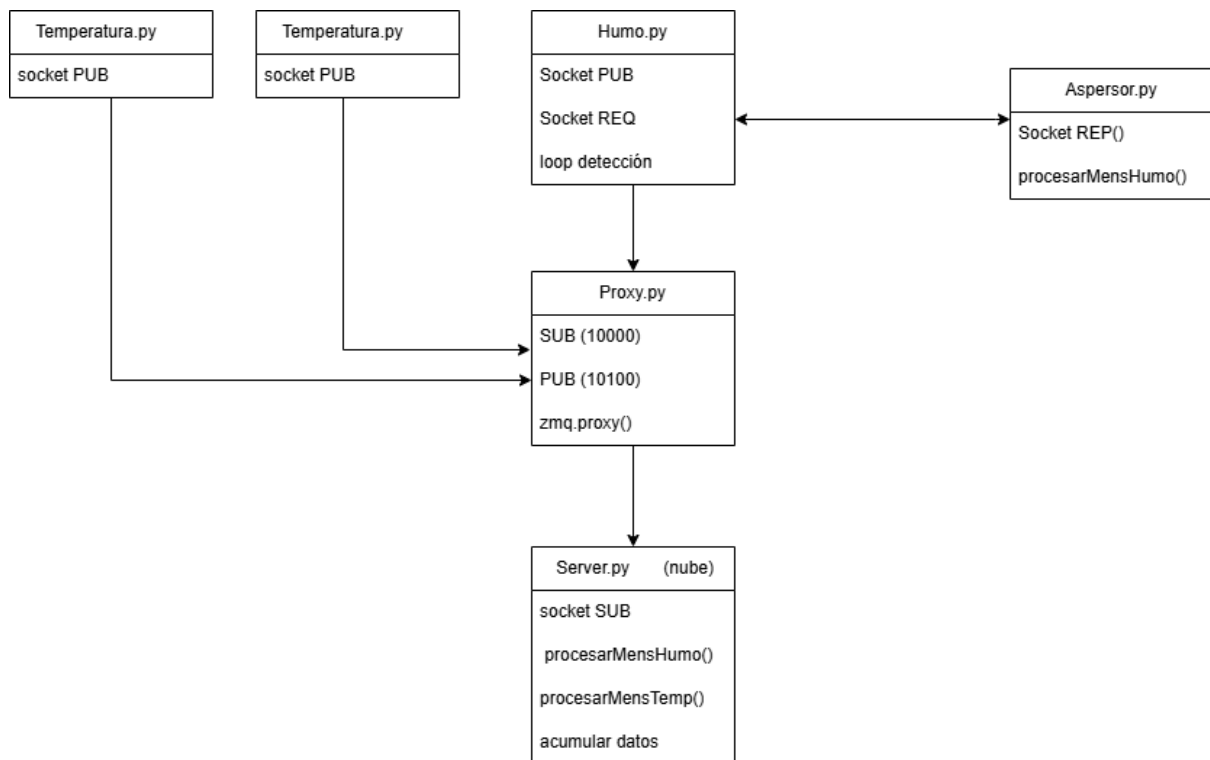 Temperatura.py
socket PUB
Temperatura.py
socket PUB
Humo.py
Socket PUB
Socket REQ
loop detección
Aspersor.py
Socket REP()
procesarMensHumo()
Proxy.py
SUB (10000)
PUB (10100)
zmq.proxy()
Server.py (nube)
socket SUB
procesarMensHumo()
procesarMensTemp()
acumular datos